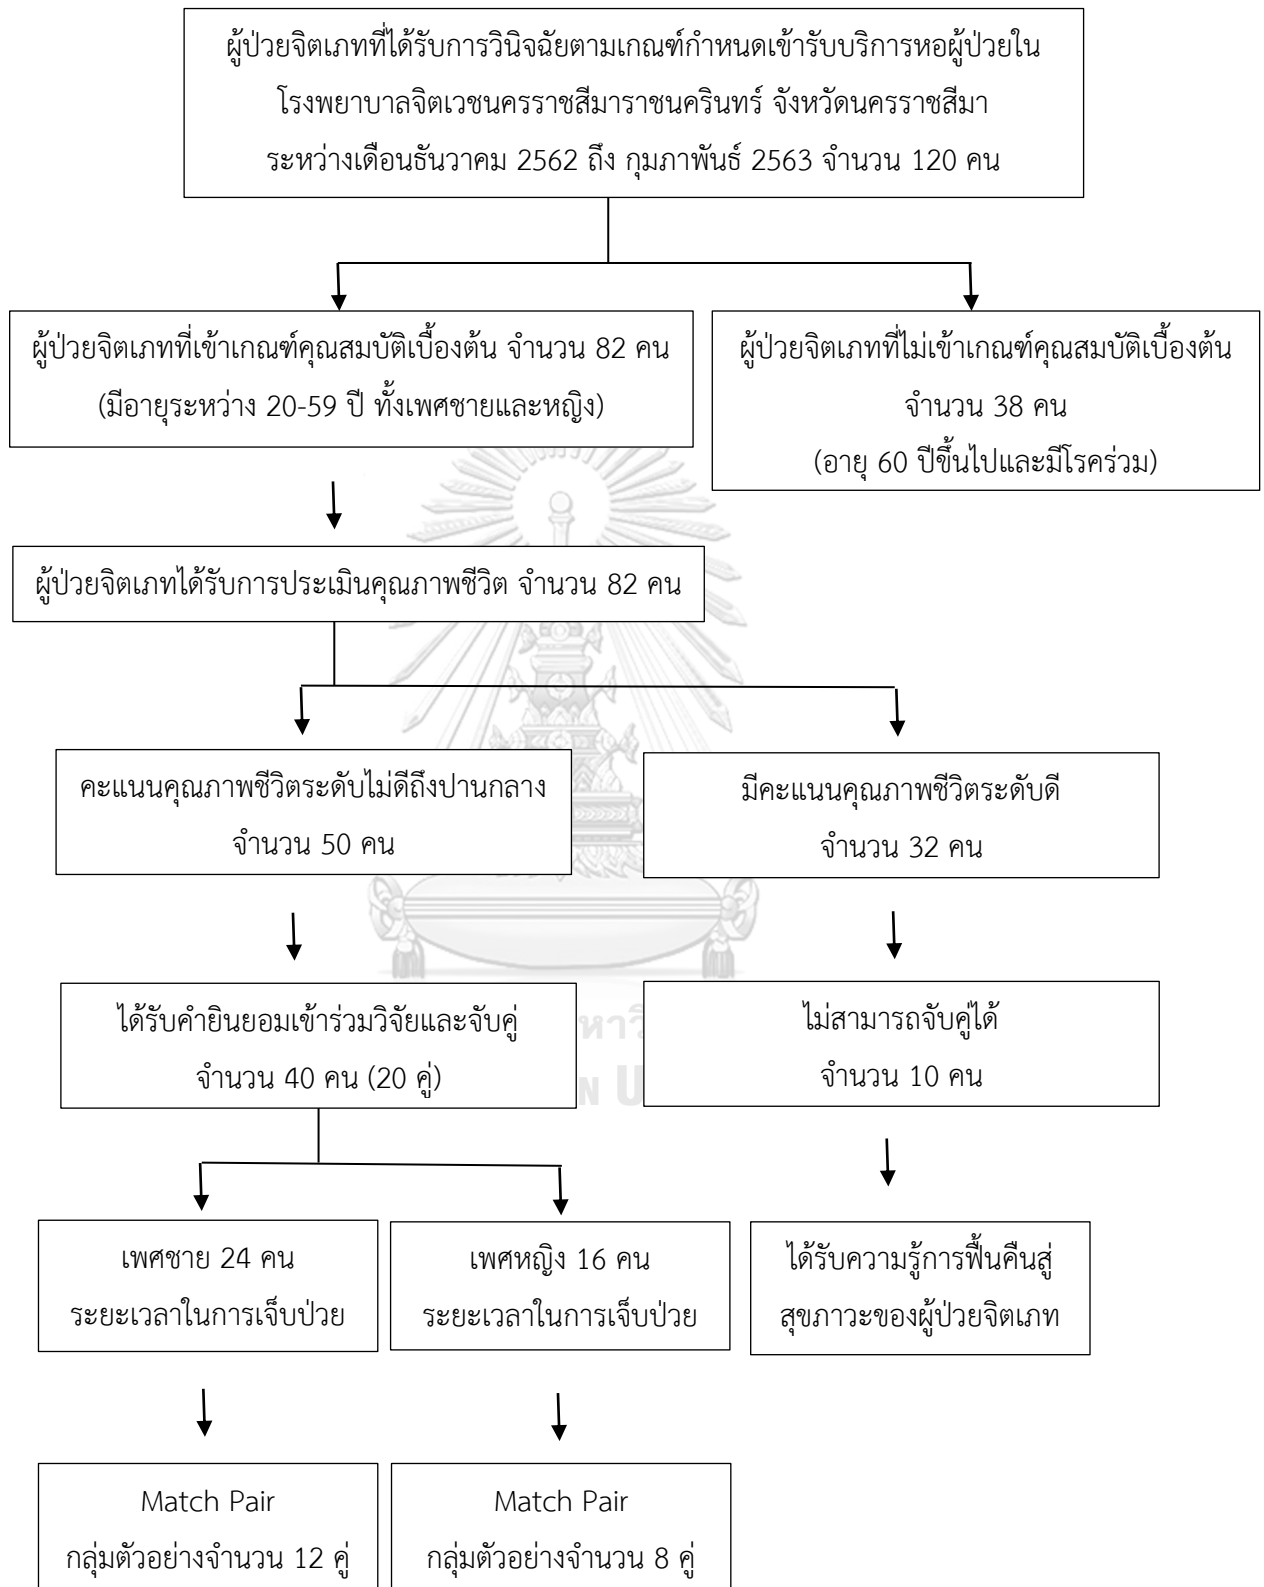 ผู้ป่วยจิตเภทที่ได้รับการวินิจฉัยตามเกณฑ์กำหนดเข้ารับบริการหอผู้ป่วยใน
โรงพยาบาลจิตเวชนครราชสีมาราชนครินทร์ จังหวัดนครราชสีมา
ระหว่างเดือนธันวาคม 2562 ถึง กุมภาพันธ์ 2563 จำนวน 120 คน
ผู้ป่วยจิตเภทที่เข้าเกณฑ์คุณสมบัติเบื้องต้น จำนวน 82 คน
(มีอายุระหว่าง 20-59 ปี ทั้งเพศชายและหญิง)
ผู้ป่วยจิตเภทที่ไม่เข้าเกณฑ์คุณสมบัติเบื้องต้น
จำนวน 38 คน
(อายุ 60 ปีขึ้นไปและมีโรคร่วม)
ผู้ป่วยจิตเภทได้รับการประเมินคุณภาพชีวิต จำนวน 82 คน
คะแนนคุณภาพชีวิตระดับไม่ดีถึงปานกลาง
จำนวน 50 คน
มีคะแนนคุณภาพชีวิตระดับดี
จำนวน 32 คน
ได้รับคำยินยอมเข้าร่วมวิจัยและจับคู่
จำนวน 40 คน (20 คู่)
ไม่สามารถจับคู่ได้
จำนวน 10 คน
เพศชาย 24 คน
ระยะเวลาในการเจ็บป่วย
เพศหญิง 16 คน
ระยะเวลาในการเจ็บป่วย
ได้รับความรู้การฟื้นคืนสู่
สุขภาวะของผู้ป่วยจิตเภท
Match Pair
กลุ่มตัวอย่างจำนวน 12 คู่
Match Pair
กลุ่มตัวอย่างจำนวน 8 คู่